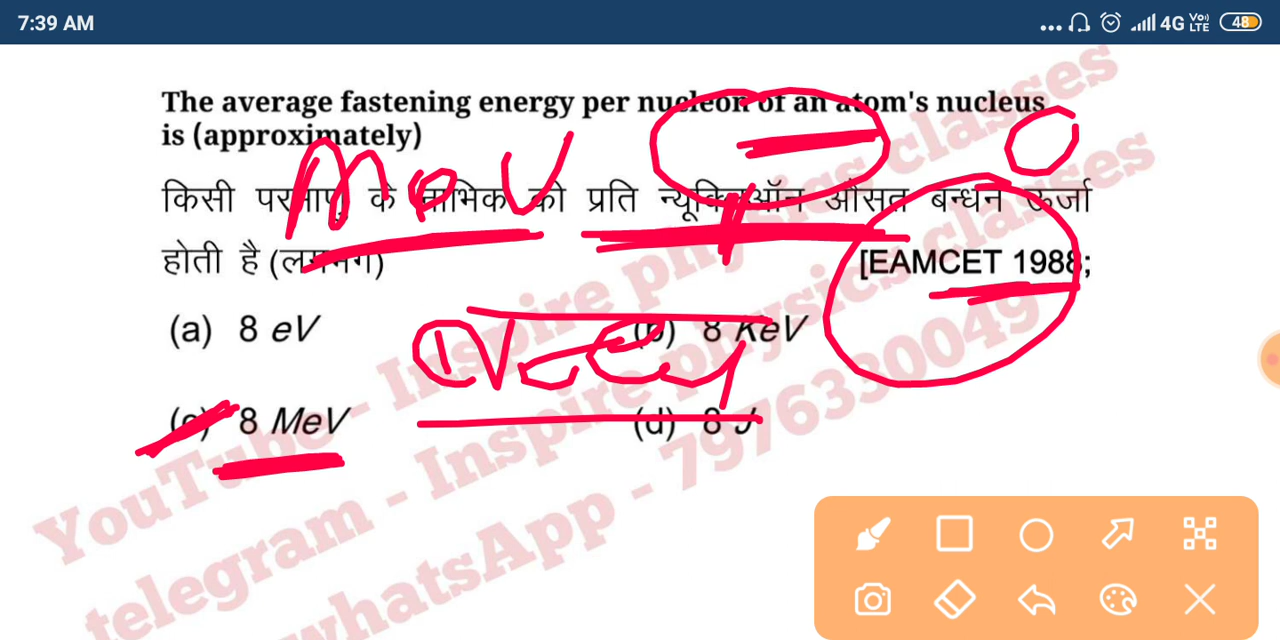 7:39 AM
4G Vo) LTE 48
The average fastening energy per nucleon of an atom's nucleus
is (approximately)
MeV
किसी परमाणु के नाभिक की प्रति न्यूक्लिऑन औसत बन्धन ऊर्जा
होती है (लगभग)
[EAMCET 1988;
(a) 8 eV
(b) 8 KeV
(c) 8 MeV
(d) 8 J
YouTube - Inspire physics classes
telegram - Inspire physics classes
whatsApp - 7976330049